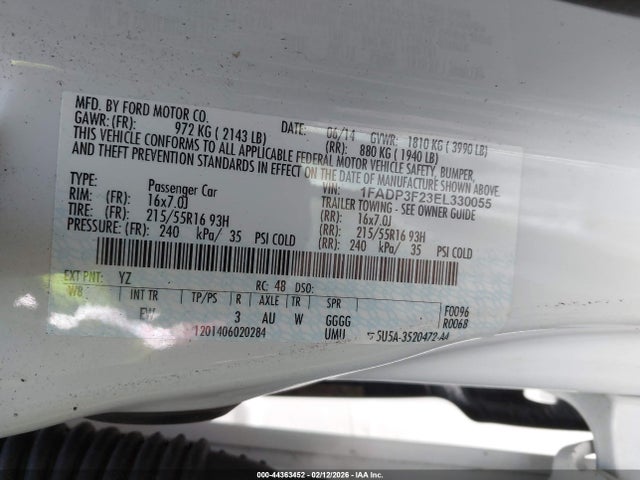 MFD. BY FORD MOTOR CO.
DATE: 06/14 GVWR: 1810 KG ( 3990 LB)
GAWR: (FR): 972 KG ( 2143 LB) (RR): 880 KG ( 1940 LB)
THIS VEHICLE CONFORMS TO ALL APPLICABLE FEDERAL MOTOR VEHICLE SAFETY, BUMPER,
AND THEFT PREVENTION STANDARDS IN EFFECT ON THE DATE OF MANUFACTURE SHOWN ABOVE.
VIN: 1FADP3F23EL330055
TYPE: Passenger Car TRAILER TOWING - SEE OWNER GUIDE
RIM: (FR): 16x7.0J (RR): 16x7.0J
TIRE: (FR): 215/55R16 93H (RR): 215/55R16 93H
PRESSURE: (FR): 240 kPa/ 35 PSI COLD (RR): 240 kPa/ 35 PSI COLD
EXT PNT: YZ RC: 48 DSO:
WB INT TR TP/PS R AXLE TR SPR
EW 3 AU W GGGG
F0096
R0068
1201406020284 UMU 5U5A-3520472-AA
000-44363452 - 02/12/2026 - IAA Inc.